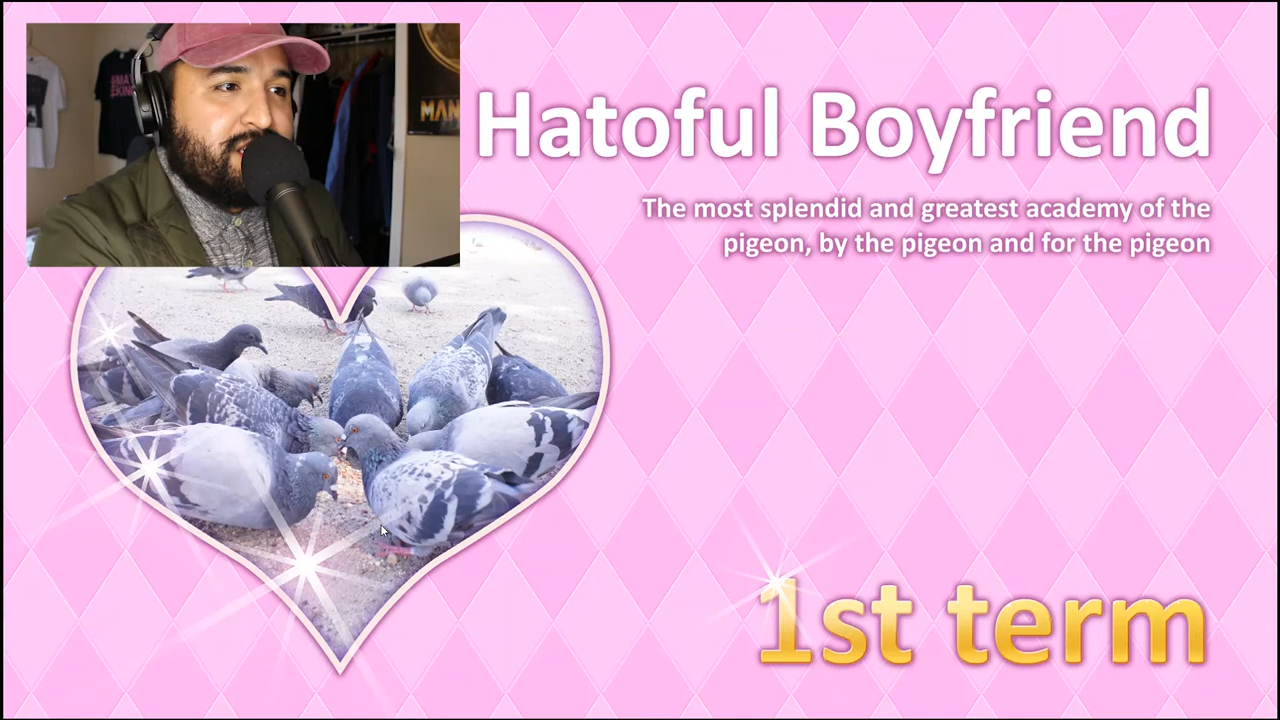 MAN
Hatoful Boyfriend
The most splendid and greatest academy of the
pigeon, by the pigeon and for the pigeon
1st term